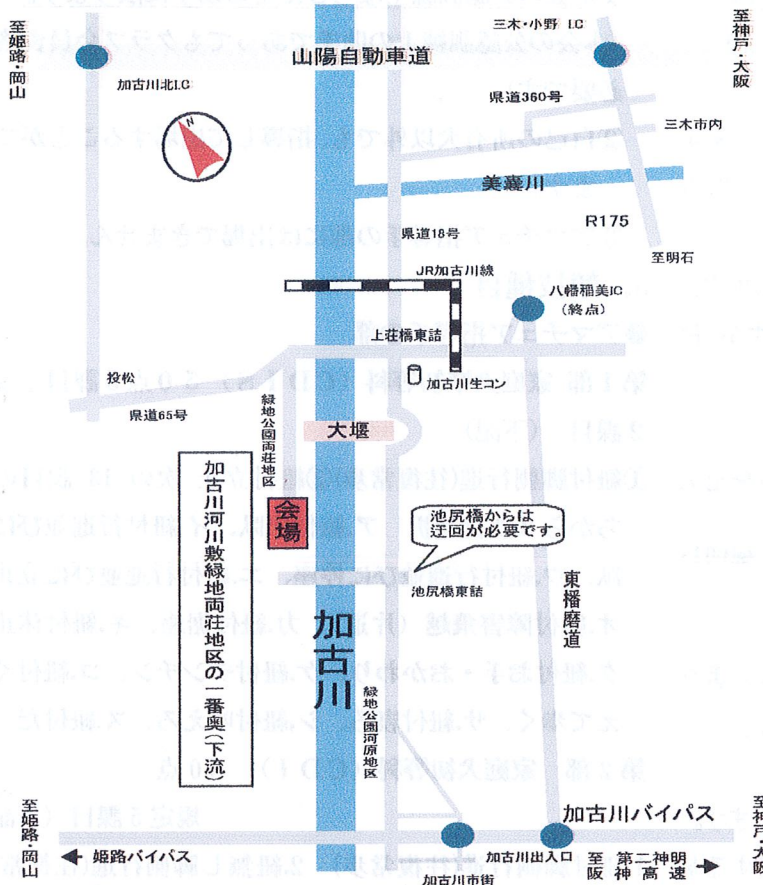 至姫路・岡山
三木・小野 I.C
至神戸・大阪
山陽自動車道
加古川北I.C
県道360号
N
三木市内
美嚢川
R175
県道18号
至明石
JR加古川線
八幡稲美IC
(終点)
上荘橋東詰
投松
加古川生コン
県道65号
緑地公園両荘地区
大堰
加古川河川敷緑地両荘地区の一番奥(下流)
会場
池尻橋からは
迂回が必要です。
池尻橋東詰
東播磨道
加古川
緑地公園河原地区
至姫路・岡山
加古川バイパス
至神戸・大阪
姫路バイパス
加古川出入口
至 第二神明
阪神高速
加古川市街